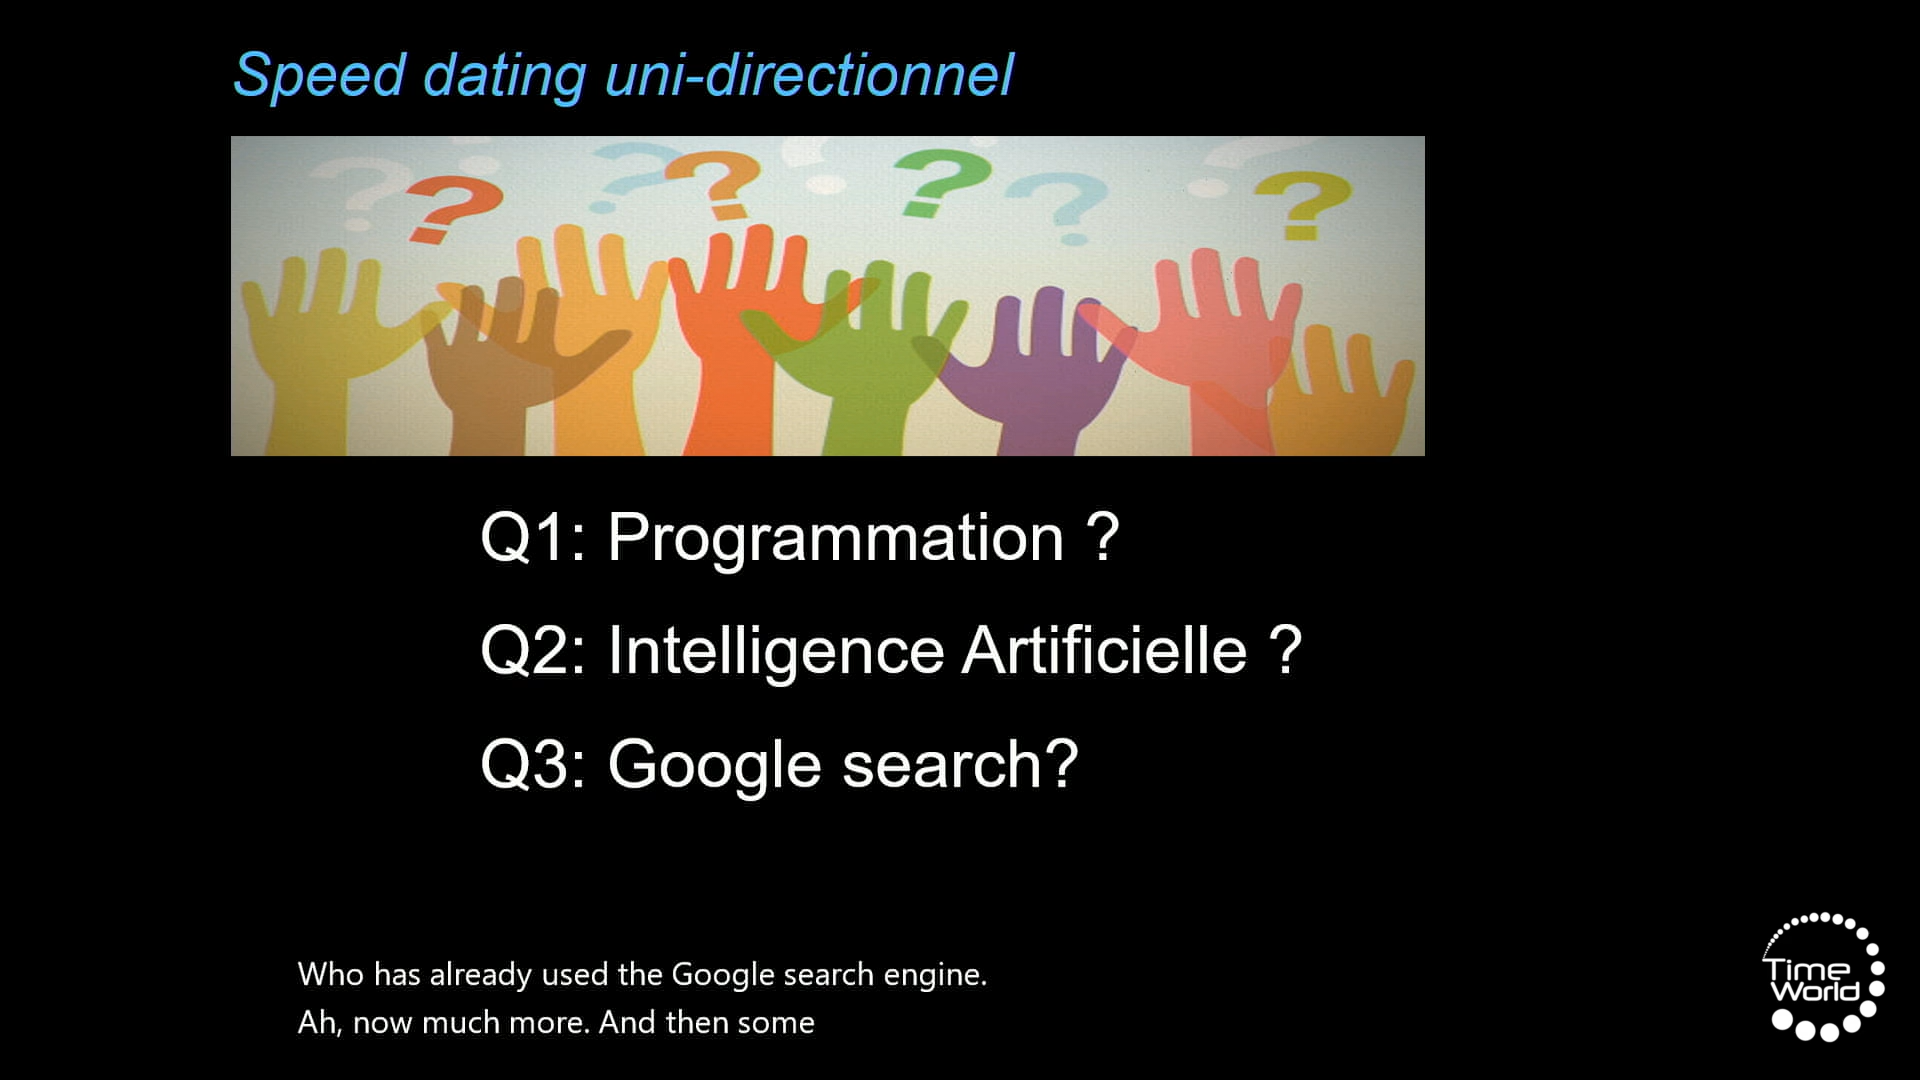 Speed dating uni-directionnel
? ? ? ? ? ? ?
Q1: Programmation ?
Q2: Intelligence Artificielle ?
Q3: Google search?
Who has already used the Google search engine.
Ah, now much more. And then some
Time
World